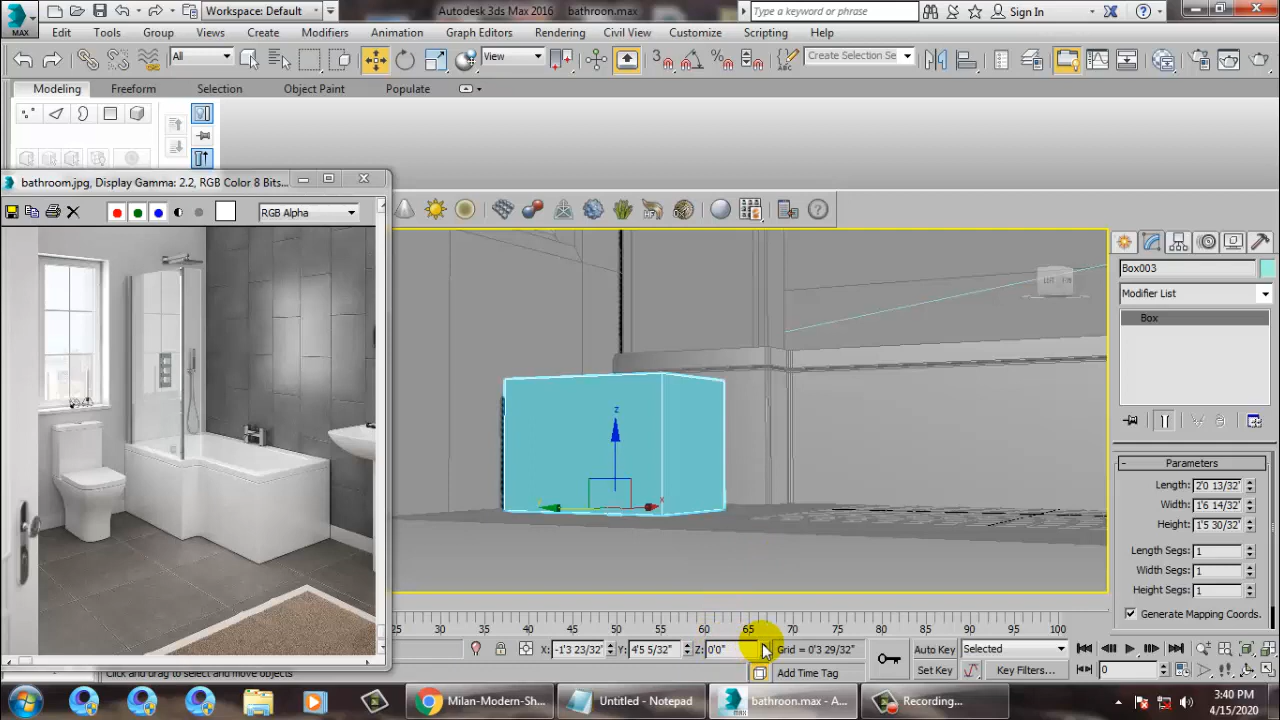 Workspace: Default
Autodesk 3ds Max 2016
bathroon.max
Type a keyword or phrase
Sign In
MAX
Edit
Tools
Group
Views
Create
Modifiers
Animation
Graph Editors
Rendering
Civil View
Customize
Scripting
Help
All
View
3
Create Selection Se
Modeling
Freeform
Selection
Object Paint
Populate
bathroom.jpg, Display Gamma: 2.2, RGB Color 8 Bits...
RGB Alpha
z
x
Box003
Modifier List
Box
Parameters
Length: 2'0 13/32"
Width: 1'6 14/32"
Height: 1'5 30/32"
Length Segs: 1
Width Segs: 1
Height Segs: 1
Generate Mapping Coords.
25 30 35 40 45 50 55 60 65 70 75 80 85 90 95 100
X: -1'3 23/32" Y: 4'5 5/32" Z: 0'0" Grid = 0'3 29/32"
Auto Key
Selected
Set Key
Key Filters...
0
Click and drag to select and move objects
Add Time Tag
Milan-Modern-Sh...
Untitled - Notepad
bathroon.max - A...
Recording...
3:40 PM
4/15/2020